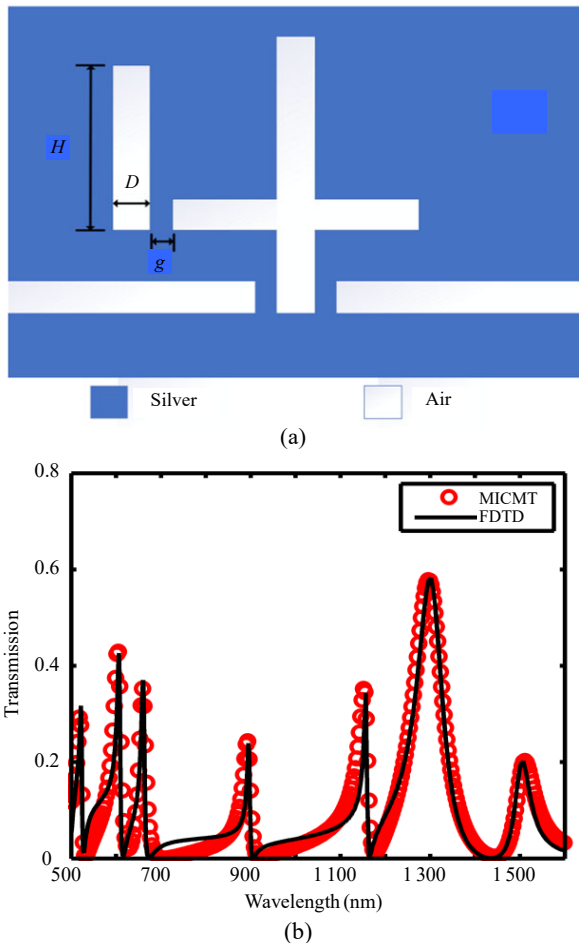 H
D
g
Silver
Air
(a)
0.8
MICMT
FDTD
0.6
Transmission
0.4
0.2
0
500 700 900 1 100 1 300 1 500
Wavelength (nm)
(b)